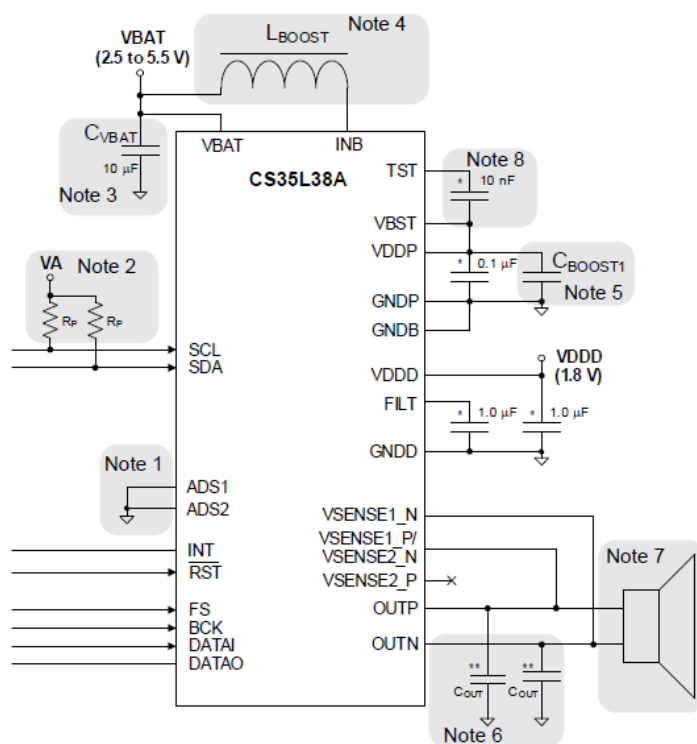 VBAT
(2.5 to 5.5 V)
LBOOST
Note 4
CVBAT
10 µF
Note 3
VBAT
INB
CS35L38A
TST
Note 8
* 10 nF
VBST
VDDP
* 0.1 µF
CBOOST1
Note 5
GNDP
GNDB
VA
Note 2
RP
RP
SCL
SDA
VDDD
VDDD
(1.8 V)
FILT
* 1.0 µF
* 1.0 µF
GNDD
Note 1
ADS1
ADS2
VSENSE1_N
VSENSE1_P/
VSENSE2_N
VSENSE2_P
INT
RST
FS
BCK
DATAI
DATAO
OUTP
OUTN
Note 7
** COUT
** COUT
Note 6